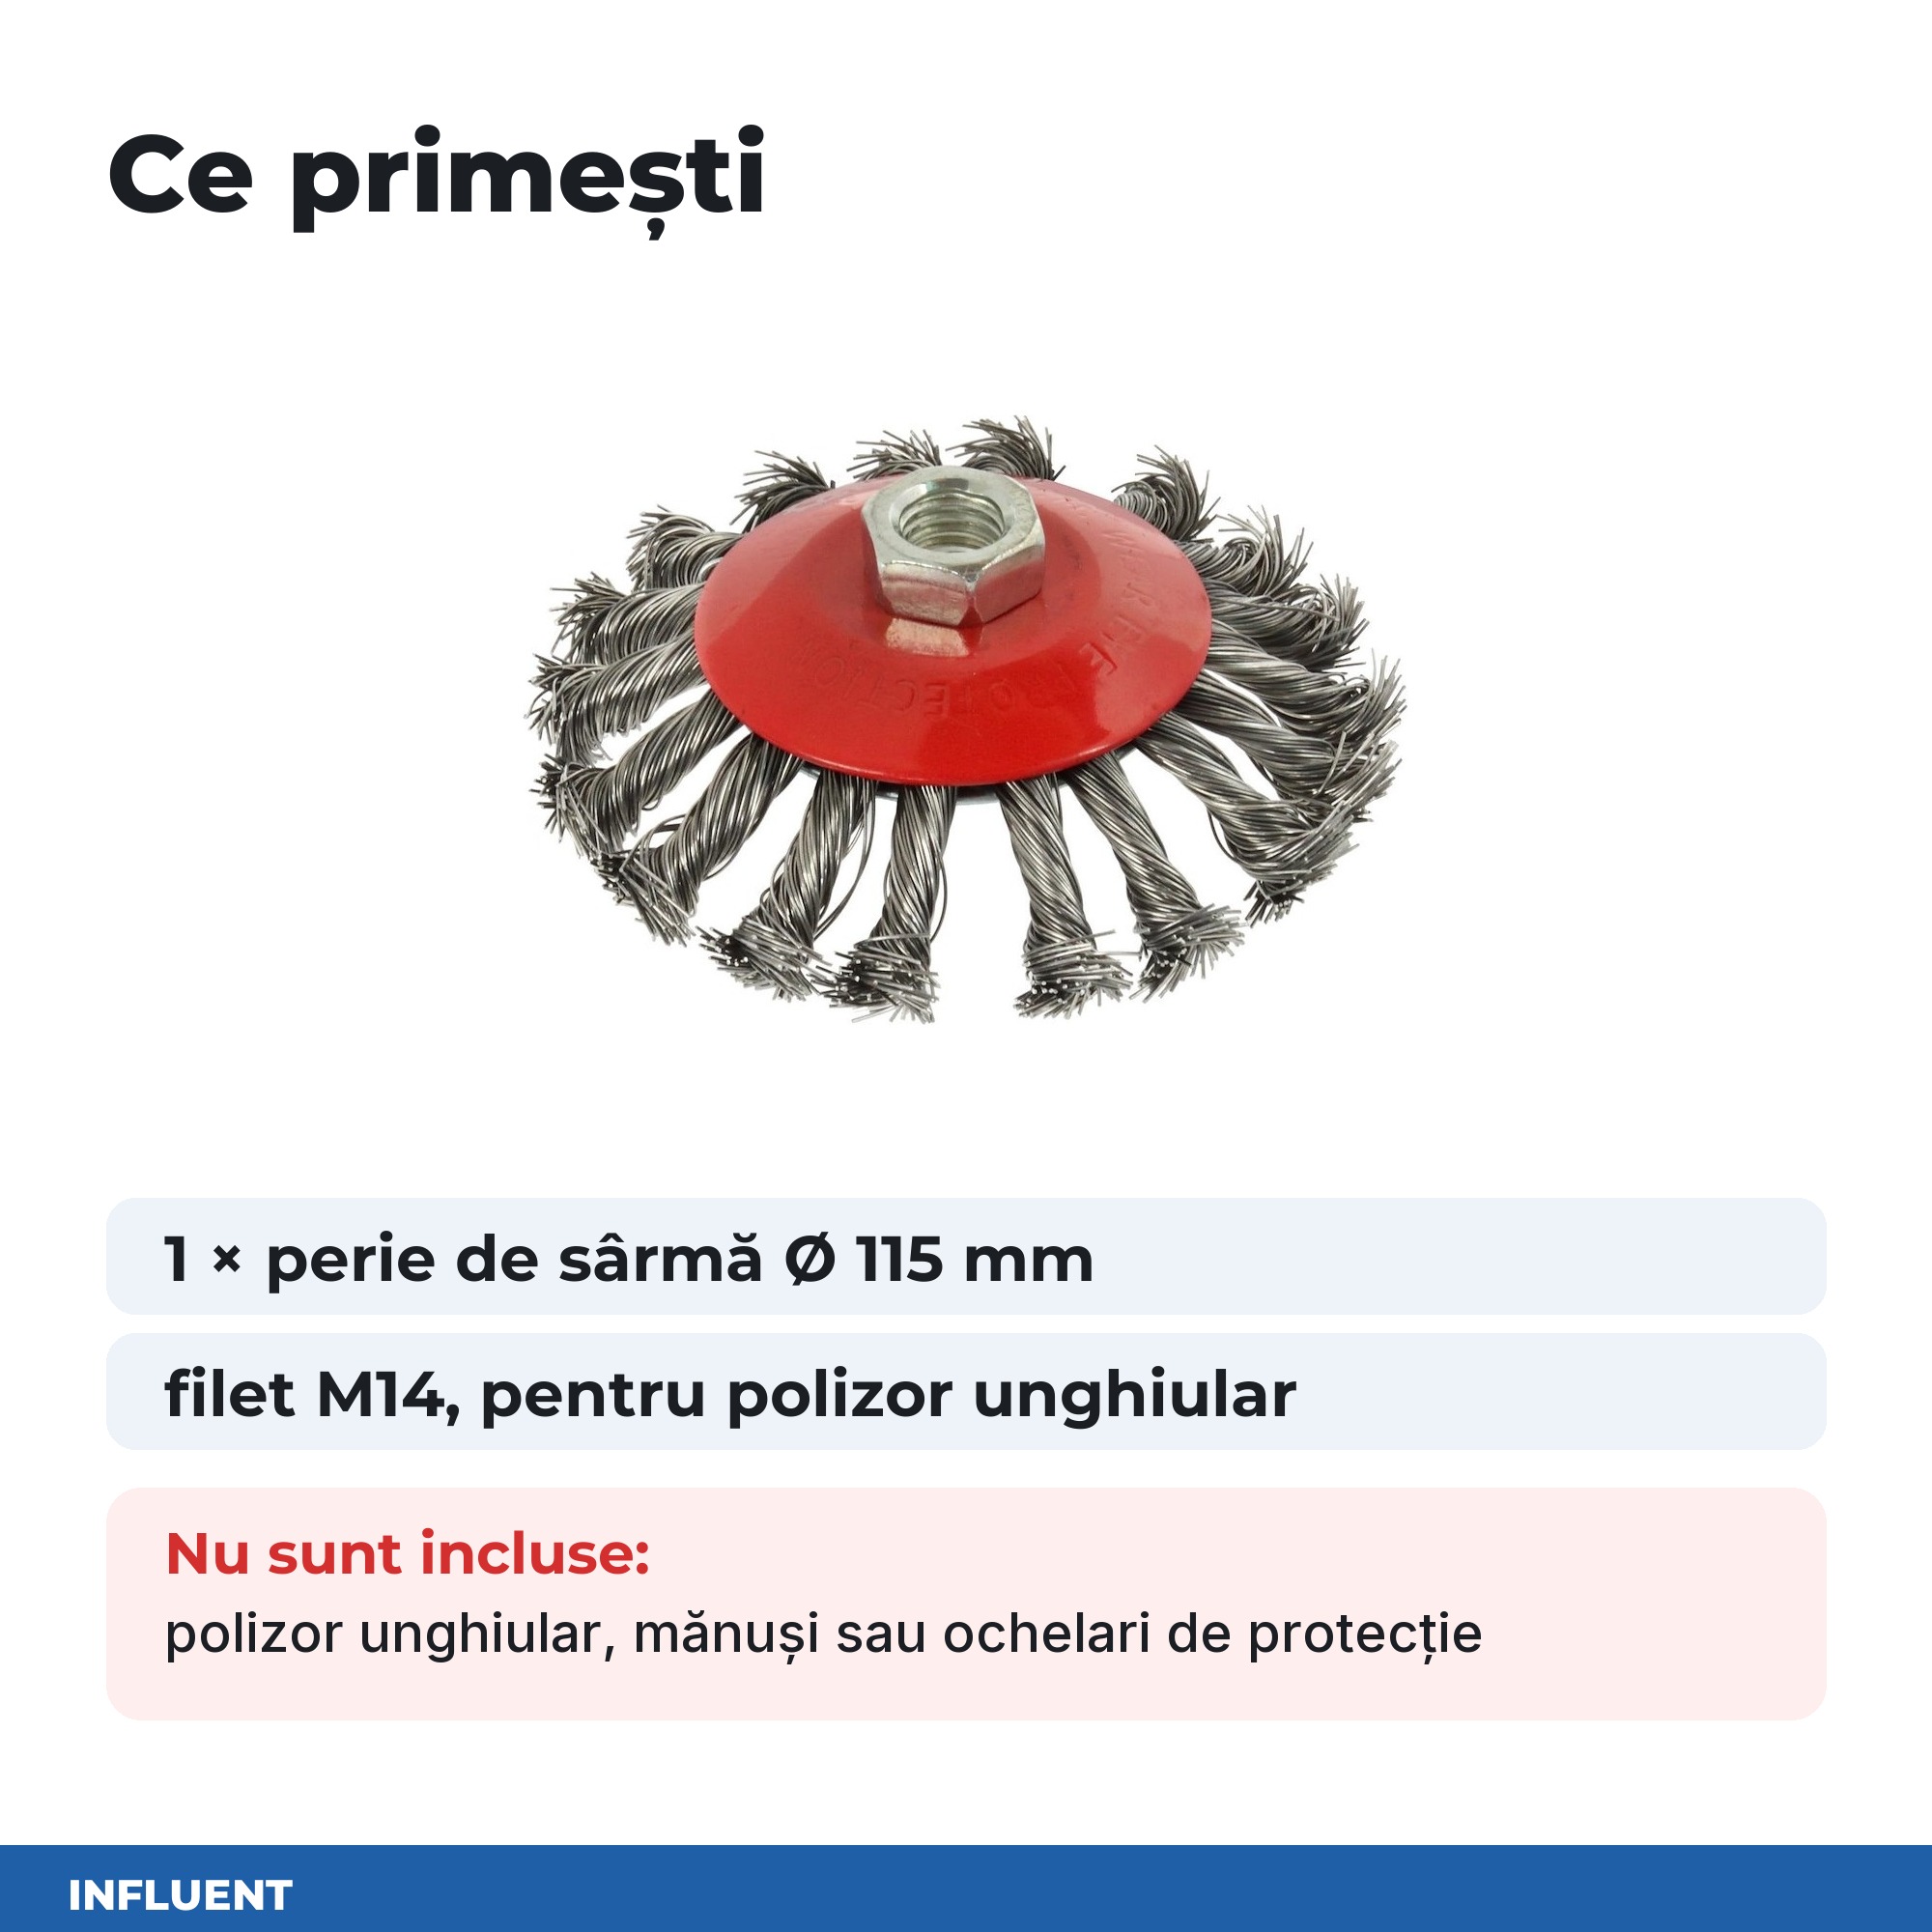 Ce primești
1 × perie de sârmă Ø 115 mm
filet M14, pentru polizor unghiular
Nu sunt incluse:
polizor unghiular, mănuși sau ochelari de protecție
INFLUENT